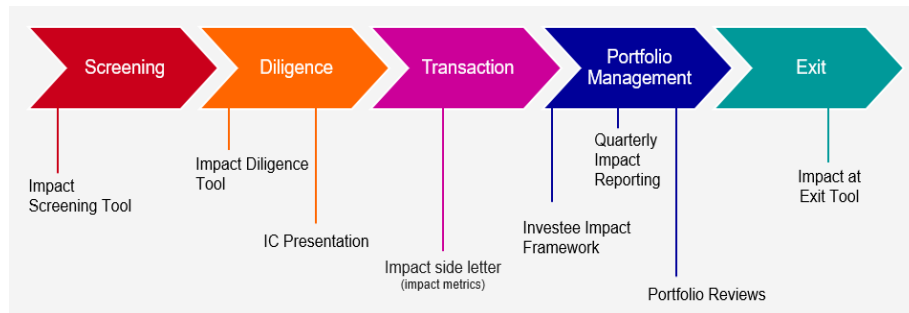 Screening
Diligence
Transaction
Portfolio
Management
Exit
Impact
Screening Tool
Impact Diligence
Tool
IC Presentation
Impact side letter
(impact metrics)
Investee Impact
Framework
Quarterly
Impact
Reporting
Portfolio Reviews
Impact at
Exit Tool